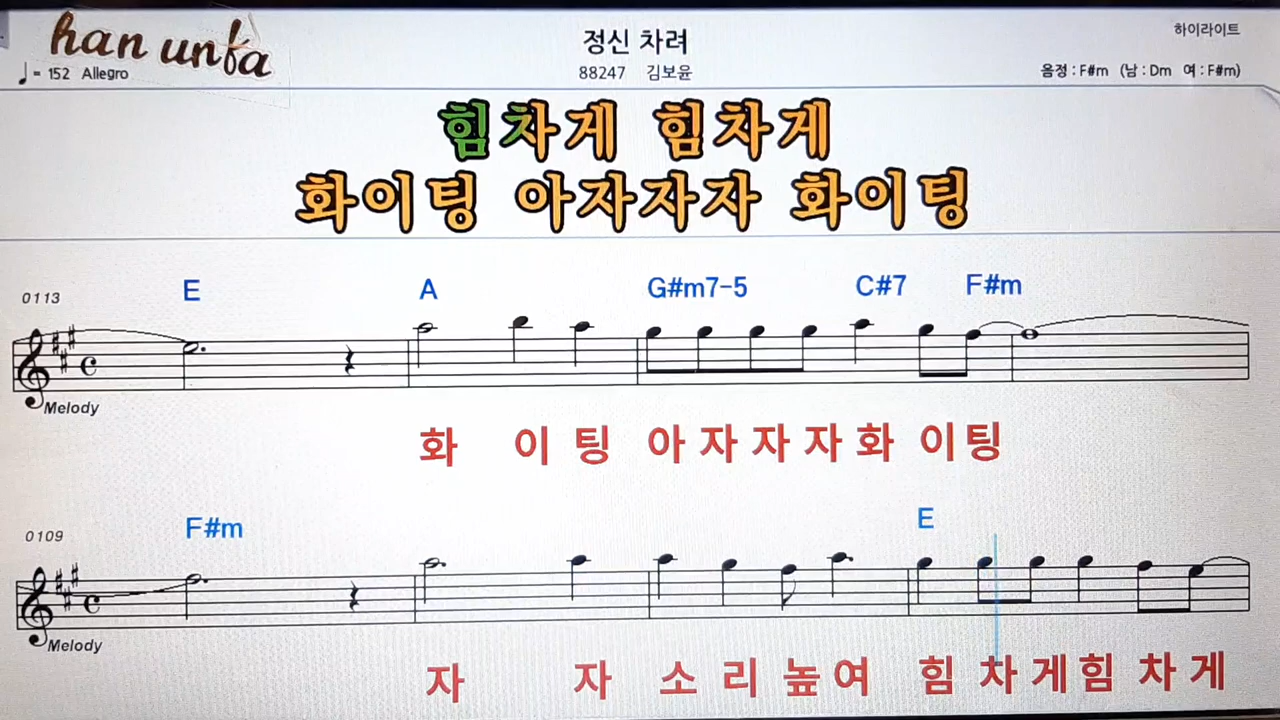 han unfa
♩= 152 Allegro
정신 차려
88247 김보윤
하이라이트
음정 : F#m (남 : Dm 여 : F#m)
힘차게 힘차게
화이팅 아자자자 화이팅
0113
E A G#m7-5 C#7 F#m
Melody
화 이 팅 아 자 자 자 화 이 팅
0109
F#m E
Melody
자 자 소 리 높 여 힘 차 게 힘 차 게